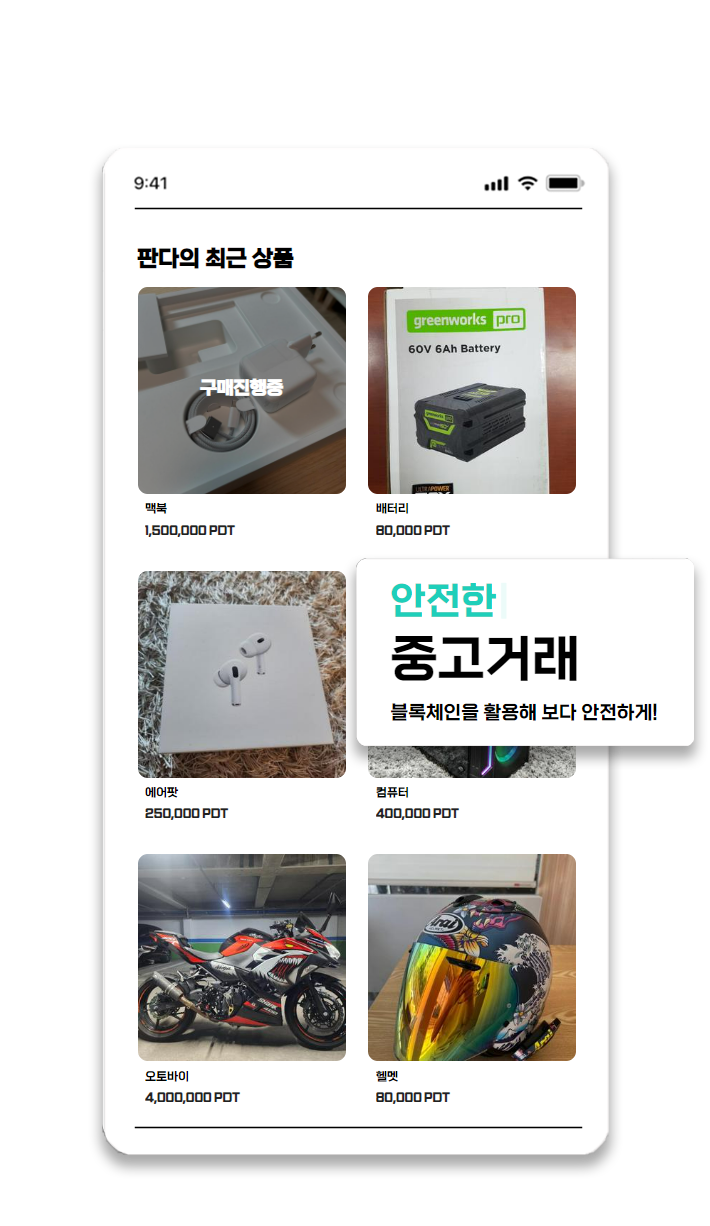 9:41
판다의 최근 상품
구매진행중
greenworks pro
60V 6Ah Battery
ULTRAPOWER
맥북
1,500,000 PDT
배터리
80,000 PDT
안전한
중고거래
블록체인을 활용해 보다 안전하게!
에어팟
250,000 PDT
컴퓨터
400,000 PDT
Arai
Arai
오토바이
4,000,000 PDT
헬멧
80,000 PDT